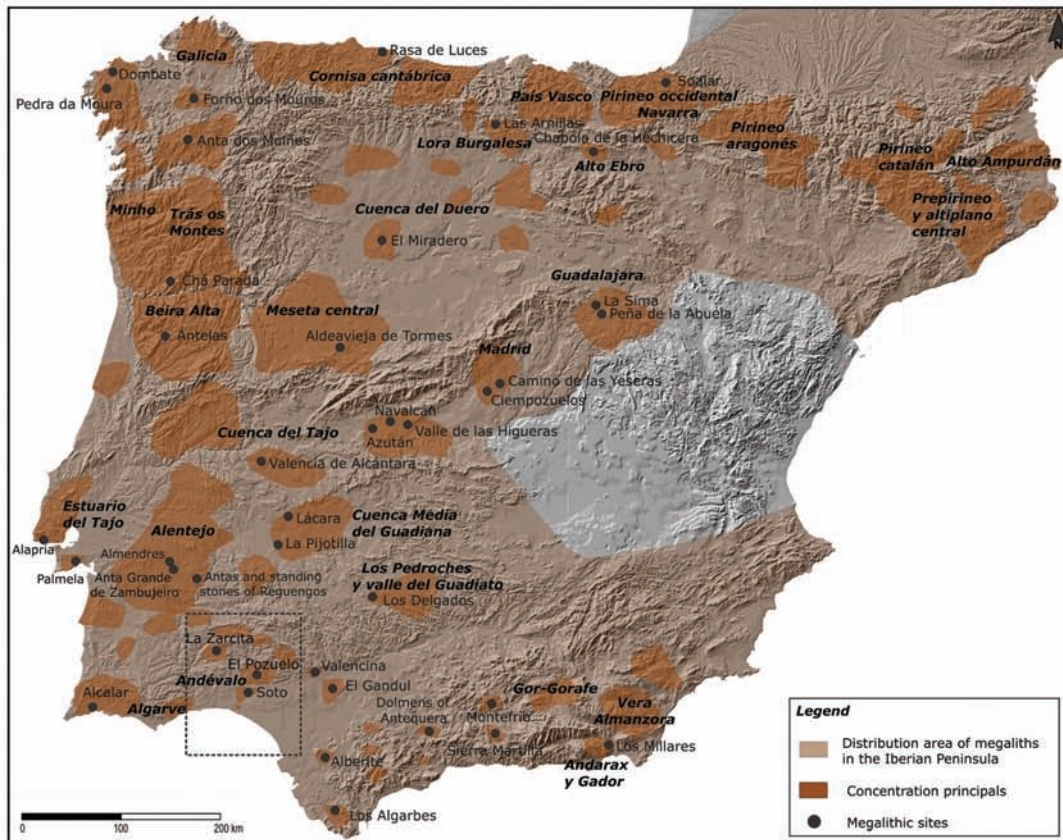 N
Galicia
Rasa de Luces
Dombate
Cornisa cantábrica
Pedra da Moura
Forno dos Mouros
País Vasco
Pirineo occidental
Navarra
Las Arnillas
Chabola de la Hechicera
Pirineo
aragonés
Anta dos Muinos
Lora Burgalesa
Alto Ebro
Pirineo
catalán
Alto Ampurdán
Minho
Trás os
Montes
Cuenca del Duero
Prepirineo
y altiplano
central
El Miradero
Guadalajara
Chá Parada
La Sima
Peña de la Abuela
Beira Alta
Meseta central
Antelas
Aldeavieja de Tormes
Madrid
Camino de las Yeseras
Ciempozuelos
Navalcán
Cuenca del Tajo
Azután
Valle de las Higueras
Valencia de Alcántara
Estuario
del Tajo
Alentejo
Lácara
Cuenca Media
del Guadiana
Alapria
Almendres
La Pijotilla
Palmela
Anta Grande
de Zambujeiro
Antas and standing
stones of Reguengos
Los Pedroches
y valle del Guadiato
Los Delgados
La Zarcita
El Pozuelo
Valencina
Andévalo
Soto
El Gandul
Alcalar
Algarve
Dolmens of
Antequera
Gor-Gorafe
Montefrío
Vera
Almanzora
Sierra Martilla
Los Millares
Alberite
Andarax
y Gador
Los Algarbes
0 100 200 km
Legend
Distribution area of megaliths
in the Iberian Peninsula
Concentration principals
Megalithic sites